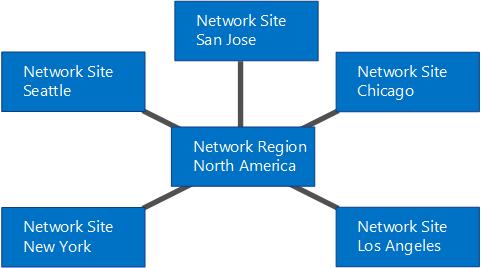 Network Site
San Jose
Network Site
Seattle
Network Site
Chicago
Network Region
North America
Network Site
New York
Network Site
Los Angeles